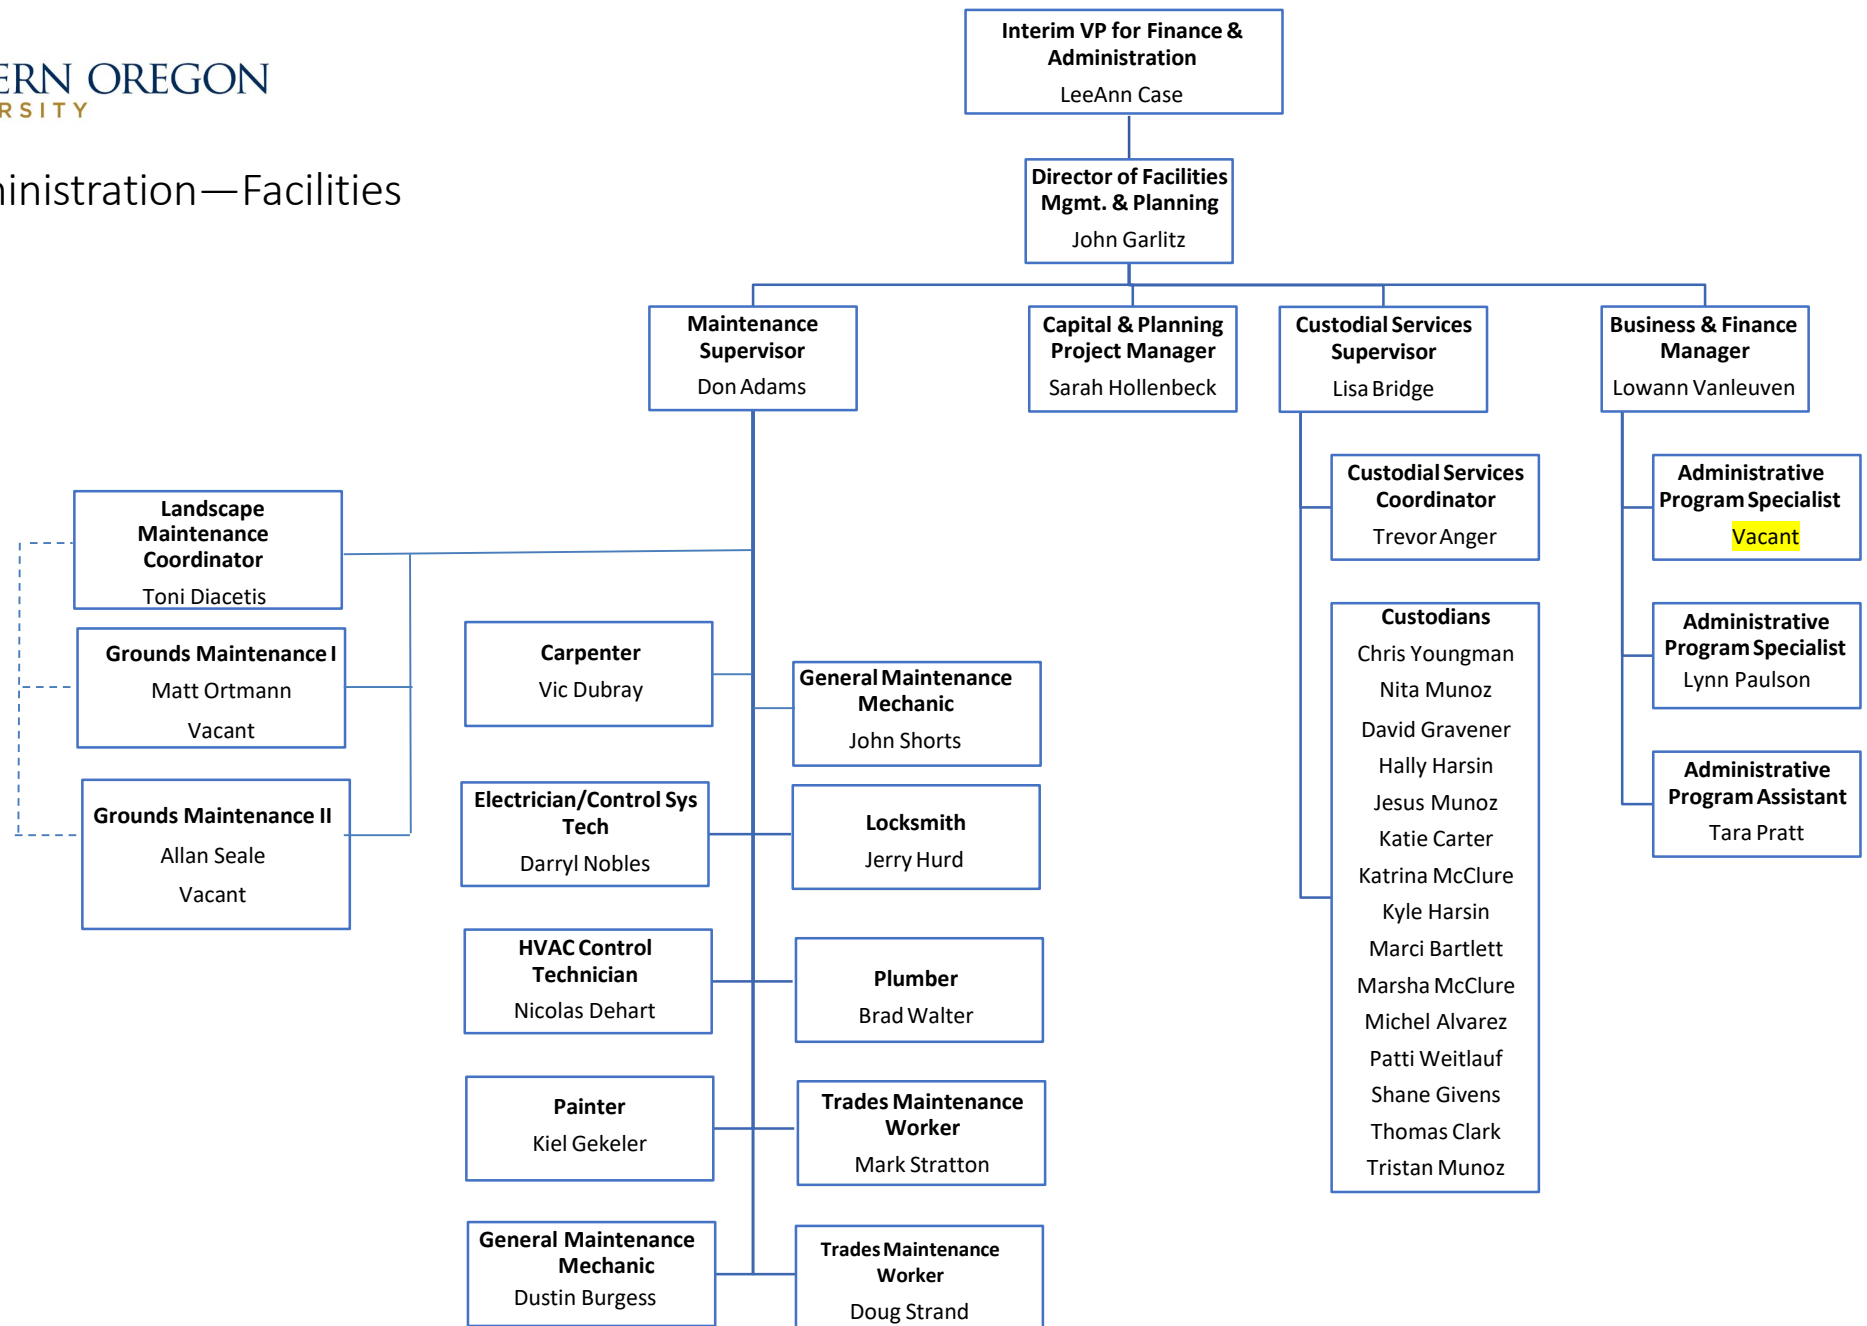 ERN OREGON
RSITY
ninistration—Facilities
Interim VP for Finance &
Administration
LeeAnn Case
Director of Facilities
Mgmt. & Planning
John Garlitz
Maintenance
Supervisor
Don Adams
Capital & Planning
Project Manager
Sarah Hollenbeck
Custodial Services
Supervisor
Lisa Bridge
Business & Finance
Manager
Lowann Vanleuven
Landscape
Maintenance
Coordinator
Toni Diacetis
Grounds Maintenance I
Matt Ortmann
Vacant
Grounds Maintenance II
Allan Seale
Vacant
Carpenter
Vic Dubray
General Maintenance
Mechanic
John Shorts
Electrician/Control Sys
Tech
Darryl Nobles
Locksmith
Jerry Hurd
HVAC Control
Technician
Nicolas Dehart
Plumber
Brad Walter
Painter
Kiel Gekeler
Trades Maintenance
Worker
Mark Stratton
General Maintenance
Mechanic
Dustin Burgess
Trades Maintenance
Worker
Doug Strand
Custodial Services
Coordinator
Trevor Anger
Custodians
Chris Youngman
Nita Munoz
David Gravener
Hally Harsin
Jesus Munoz
Katie Carter
Katrina McClure
Kyle Harsin
Marci Bartlett
Marsha McClure
Michel Alvarez
Patti Weitlauf
Shane Givens
Thomas Clark
Tristan Munoz
Administrative
Program Specialist
Vacant
Administrative
Program Specialist
Lynn Paulson
Administrative
Program Assistant
Tara Pratt